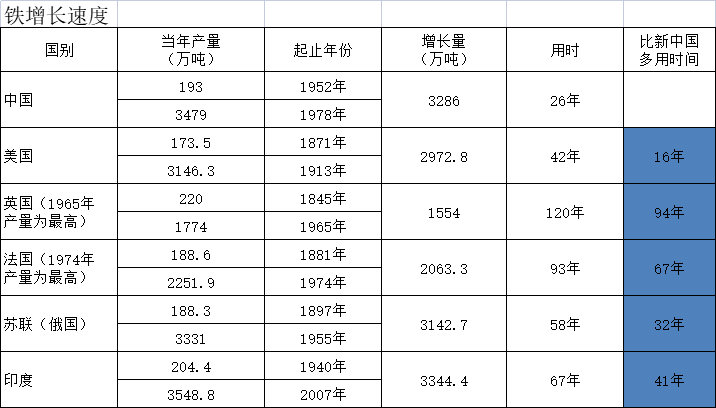 铁增长速度
国别 当年产量（万吨） 起止年份 增长量（万吨） 用时 比新中国多用时间
中国 193 1952年 3286 26年
3479 1978年
美国 173.5 1871年 2972.8 42年 16年
3146.3 1913年
英国（1965年产量为最高） 220 1845年 1554 120年 94年
1774 1965年
法国（1974年产量为最高） 188.6 1881年 2063.3 93年 67年
2251.9 1974年
苏联（俄国） 188.3 1897年 3142.7 58年 32年
3331 1955年
印度 204.4 1940年 3344.4 67年 41年
3548.8 2007年